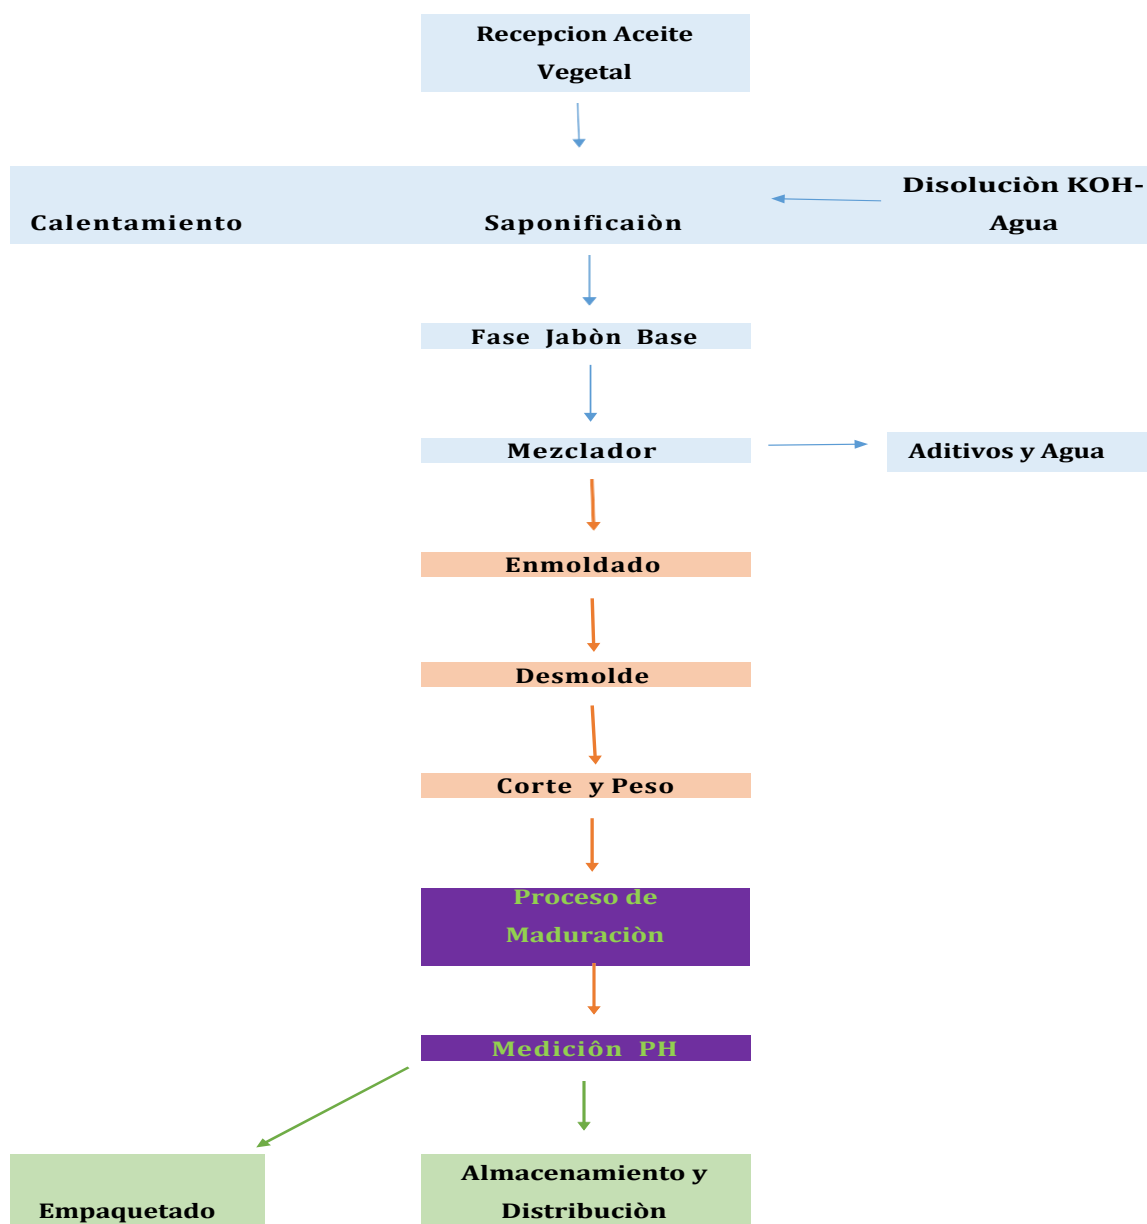 Recepcion Aceite
Vegetal
Calentamiento
Saponificaiòn
Disoluciòn KOH-
Agua
Fase Jabòn Base
Mezclador
Aditivos y Agua
Enmoldado
Desmolde
Corte y Peso
Proceso de
Maduraciòn
Mediciôn PH
Empaquetado
Almacenamiento y
Distribuciòn